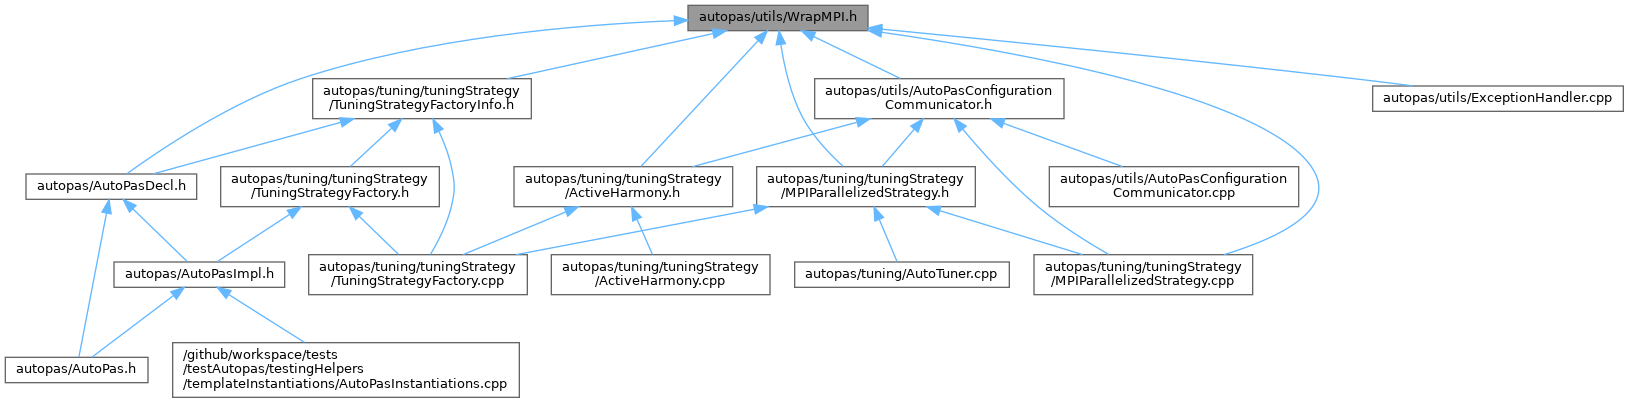 autopas/utils/WrapMPI.h
autopas/tuning/tuningStrategy
/TuningStrategyFactoryInfo.h
autopas/utils/AutoPasConfiguration
Communicator.h
autopas/utils/ExceptionHandler.cpp
autopas/AutoPasDecl.h
autopas/tuning/tuningStrategy
/TuningStrategyFactory.h
autopas/tuning/tuningStrategy
/ActiveHarmony.h
autopas/tuning/tuningStrategy
/MPIParallelizedStrategy.h
autopas/utils/AutoPasConfiguration
Communicator.cpp
autopas/AutoPasImpl.h
autopas/tuning/tuningStrategy
/TuningStrategyFactory.cpp
autopas/tuning/tuningStrategy
/ActiveHarmony.cpp
autopas/tuning/AutoTuner.cpp
autopas/tuning/tuningStrategy
/MPIParallelizedStrategy.cpp
autopas/AutoPas.h
/github/workspace/tests
/testAutopas/testingHelpers
/templateInstantiations/AutoPasInstantiations.cpp